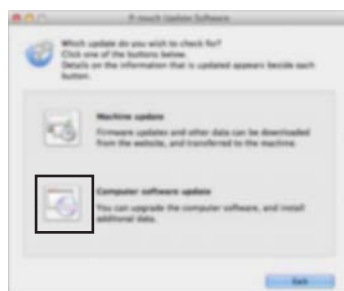 P-touch Update Software
Which update do you wish to check for?
Click one of the buttons below.
Details on the information that is updated appears beside each
button.
Machine update
Firmware updates and other data can be downloaded
from the website, and transferred to the machine.
Computer software update
You can upgrade the computer software, and install
additional data.
Exit